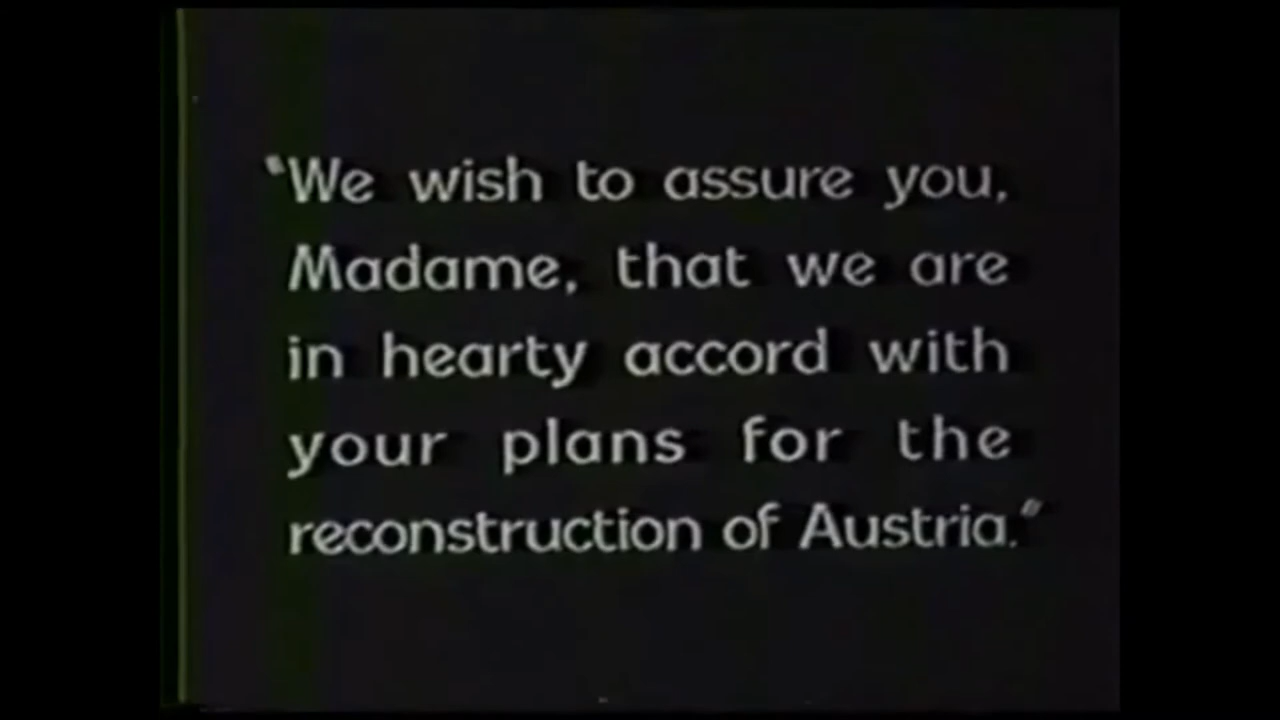 “We wish to assure you,
Madame, that we are
in hearty accord with
your plans for the
reconstruction of Austria.”